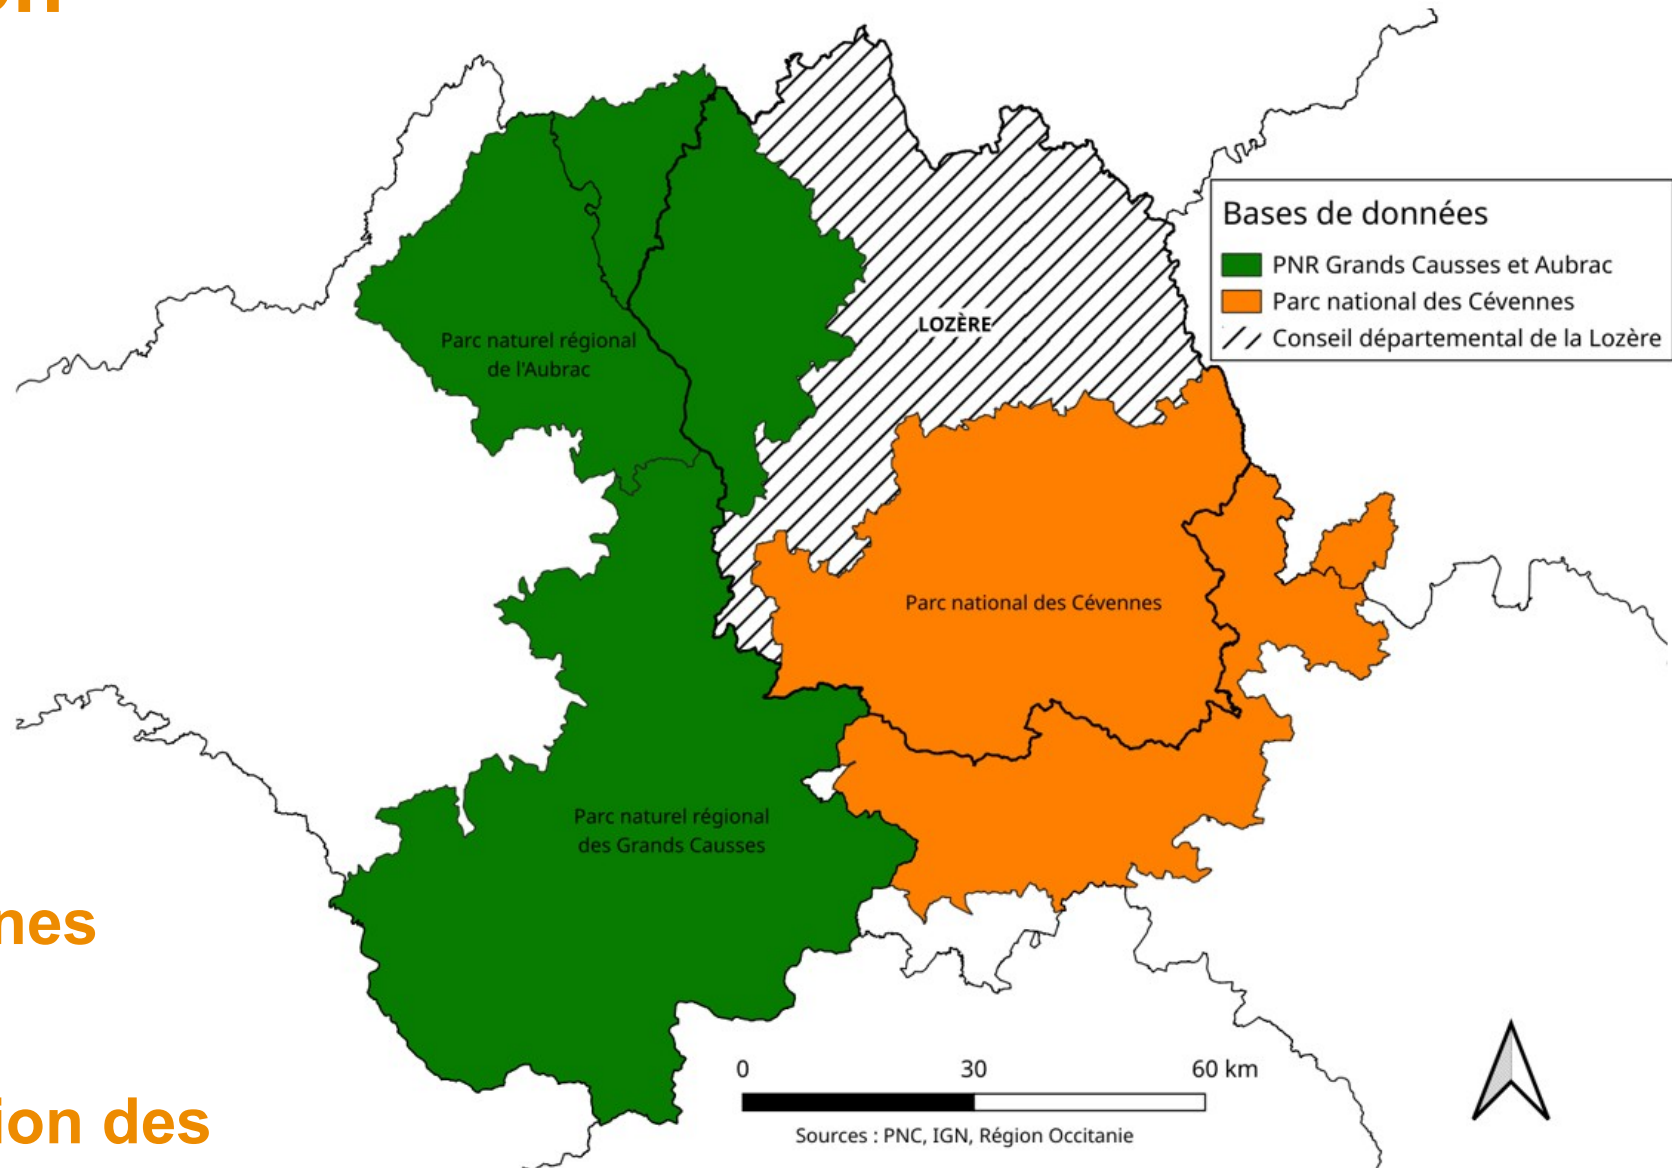 on
Bases de données
PNR Grands Causses et Aubrac
Parc national des Cévennes
Conseil départemental de la Lozère
LOZÈRE
Parc naturel régional
de l'Aubrac
Parc national des Cévennes
Parc naturel régional
des Grands Causses
nes
ion des
0 30 60 km
Sources : PNC, IGN, Région Occitanie